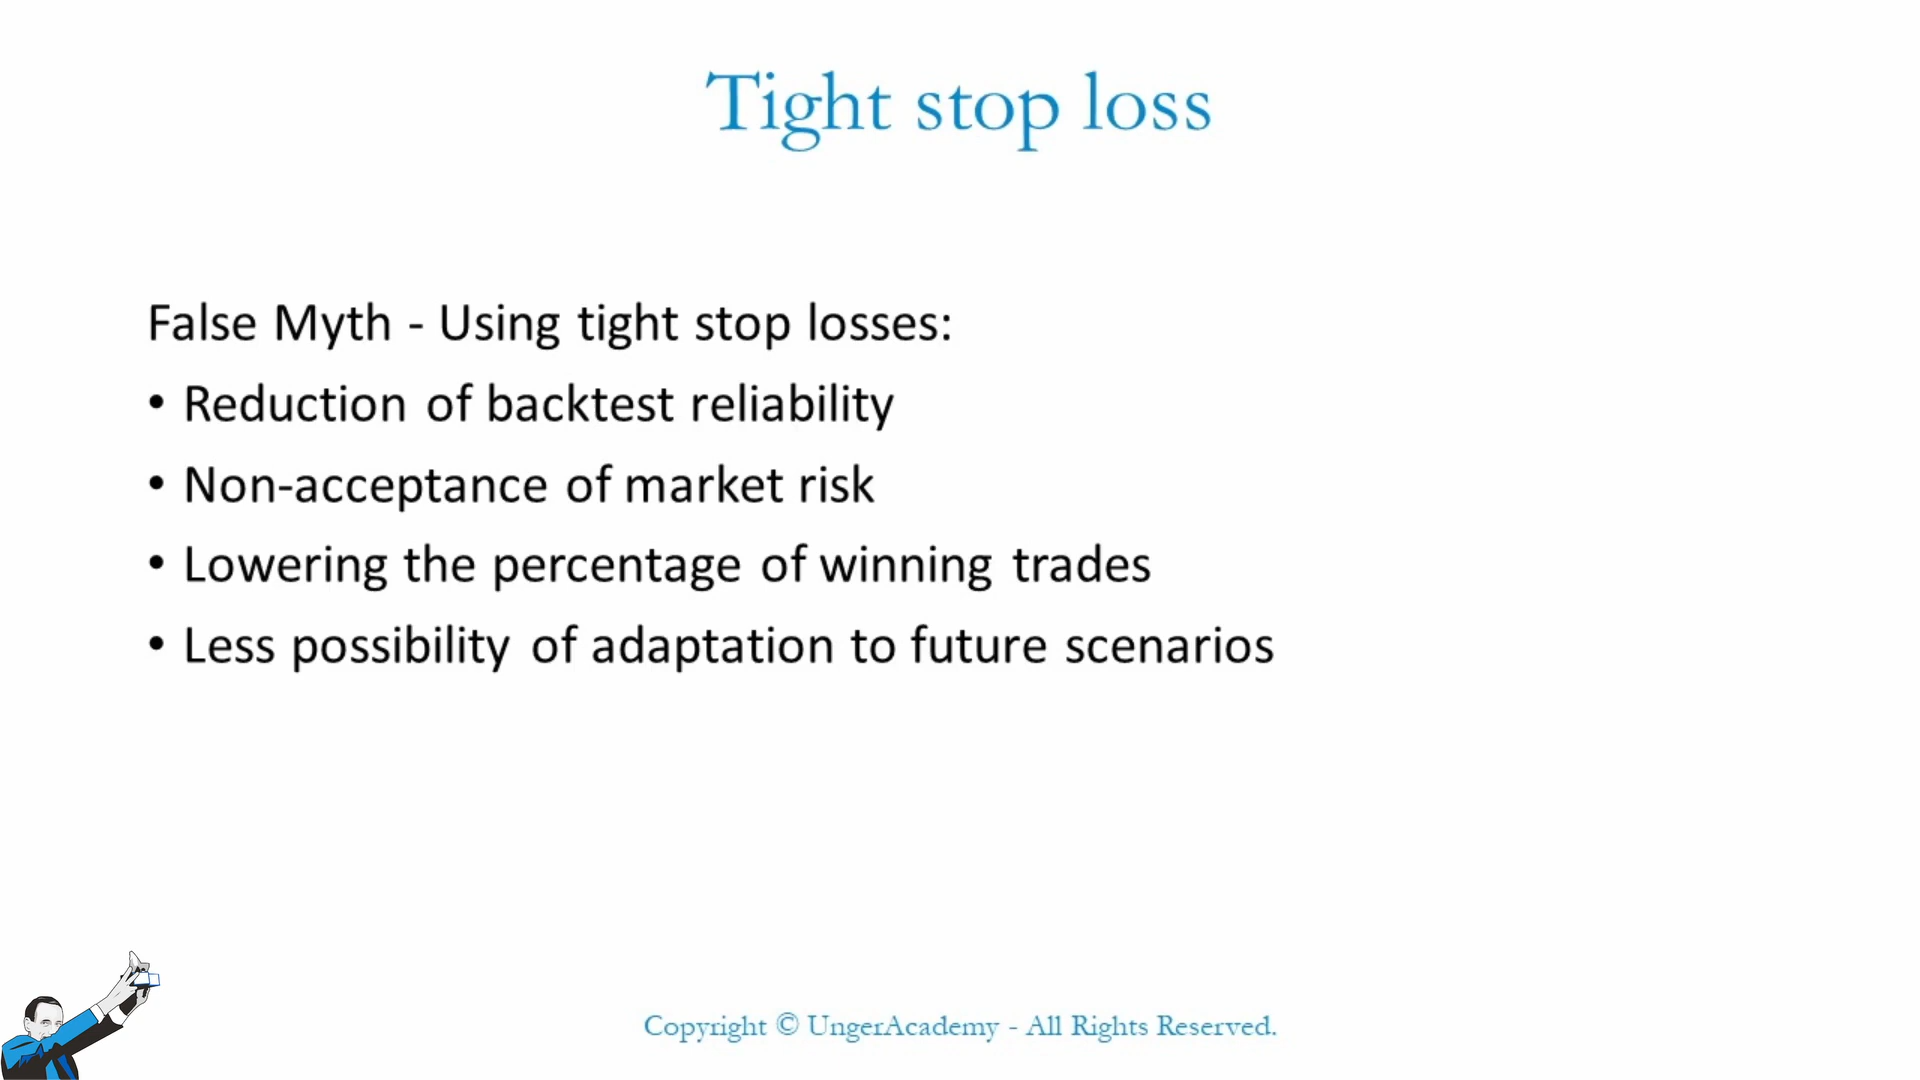 Tight stop loss
False Myth - Using tight stop losses:
• Reduction of backtest reliability
• Non-acceptance of market risk
• Lowering the percentage of winning trades
• Less possibility of adaptation to future scenarios
Copyright © UngerAcademy - All Rights Reserved.